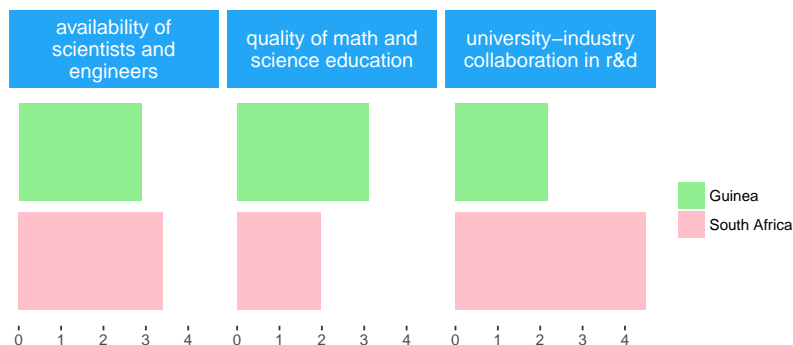 availability of
scientists and
engineers
quality of math and
science education
university−industry
collaboration in r&d
Guinea
South Africa
0 1 2 3 4
0 1 2 3 4
0 1 2 3 4